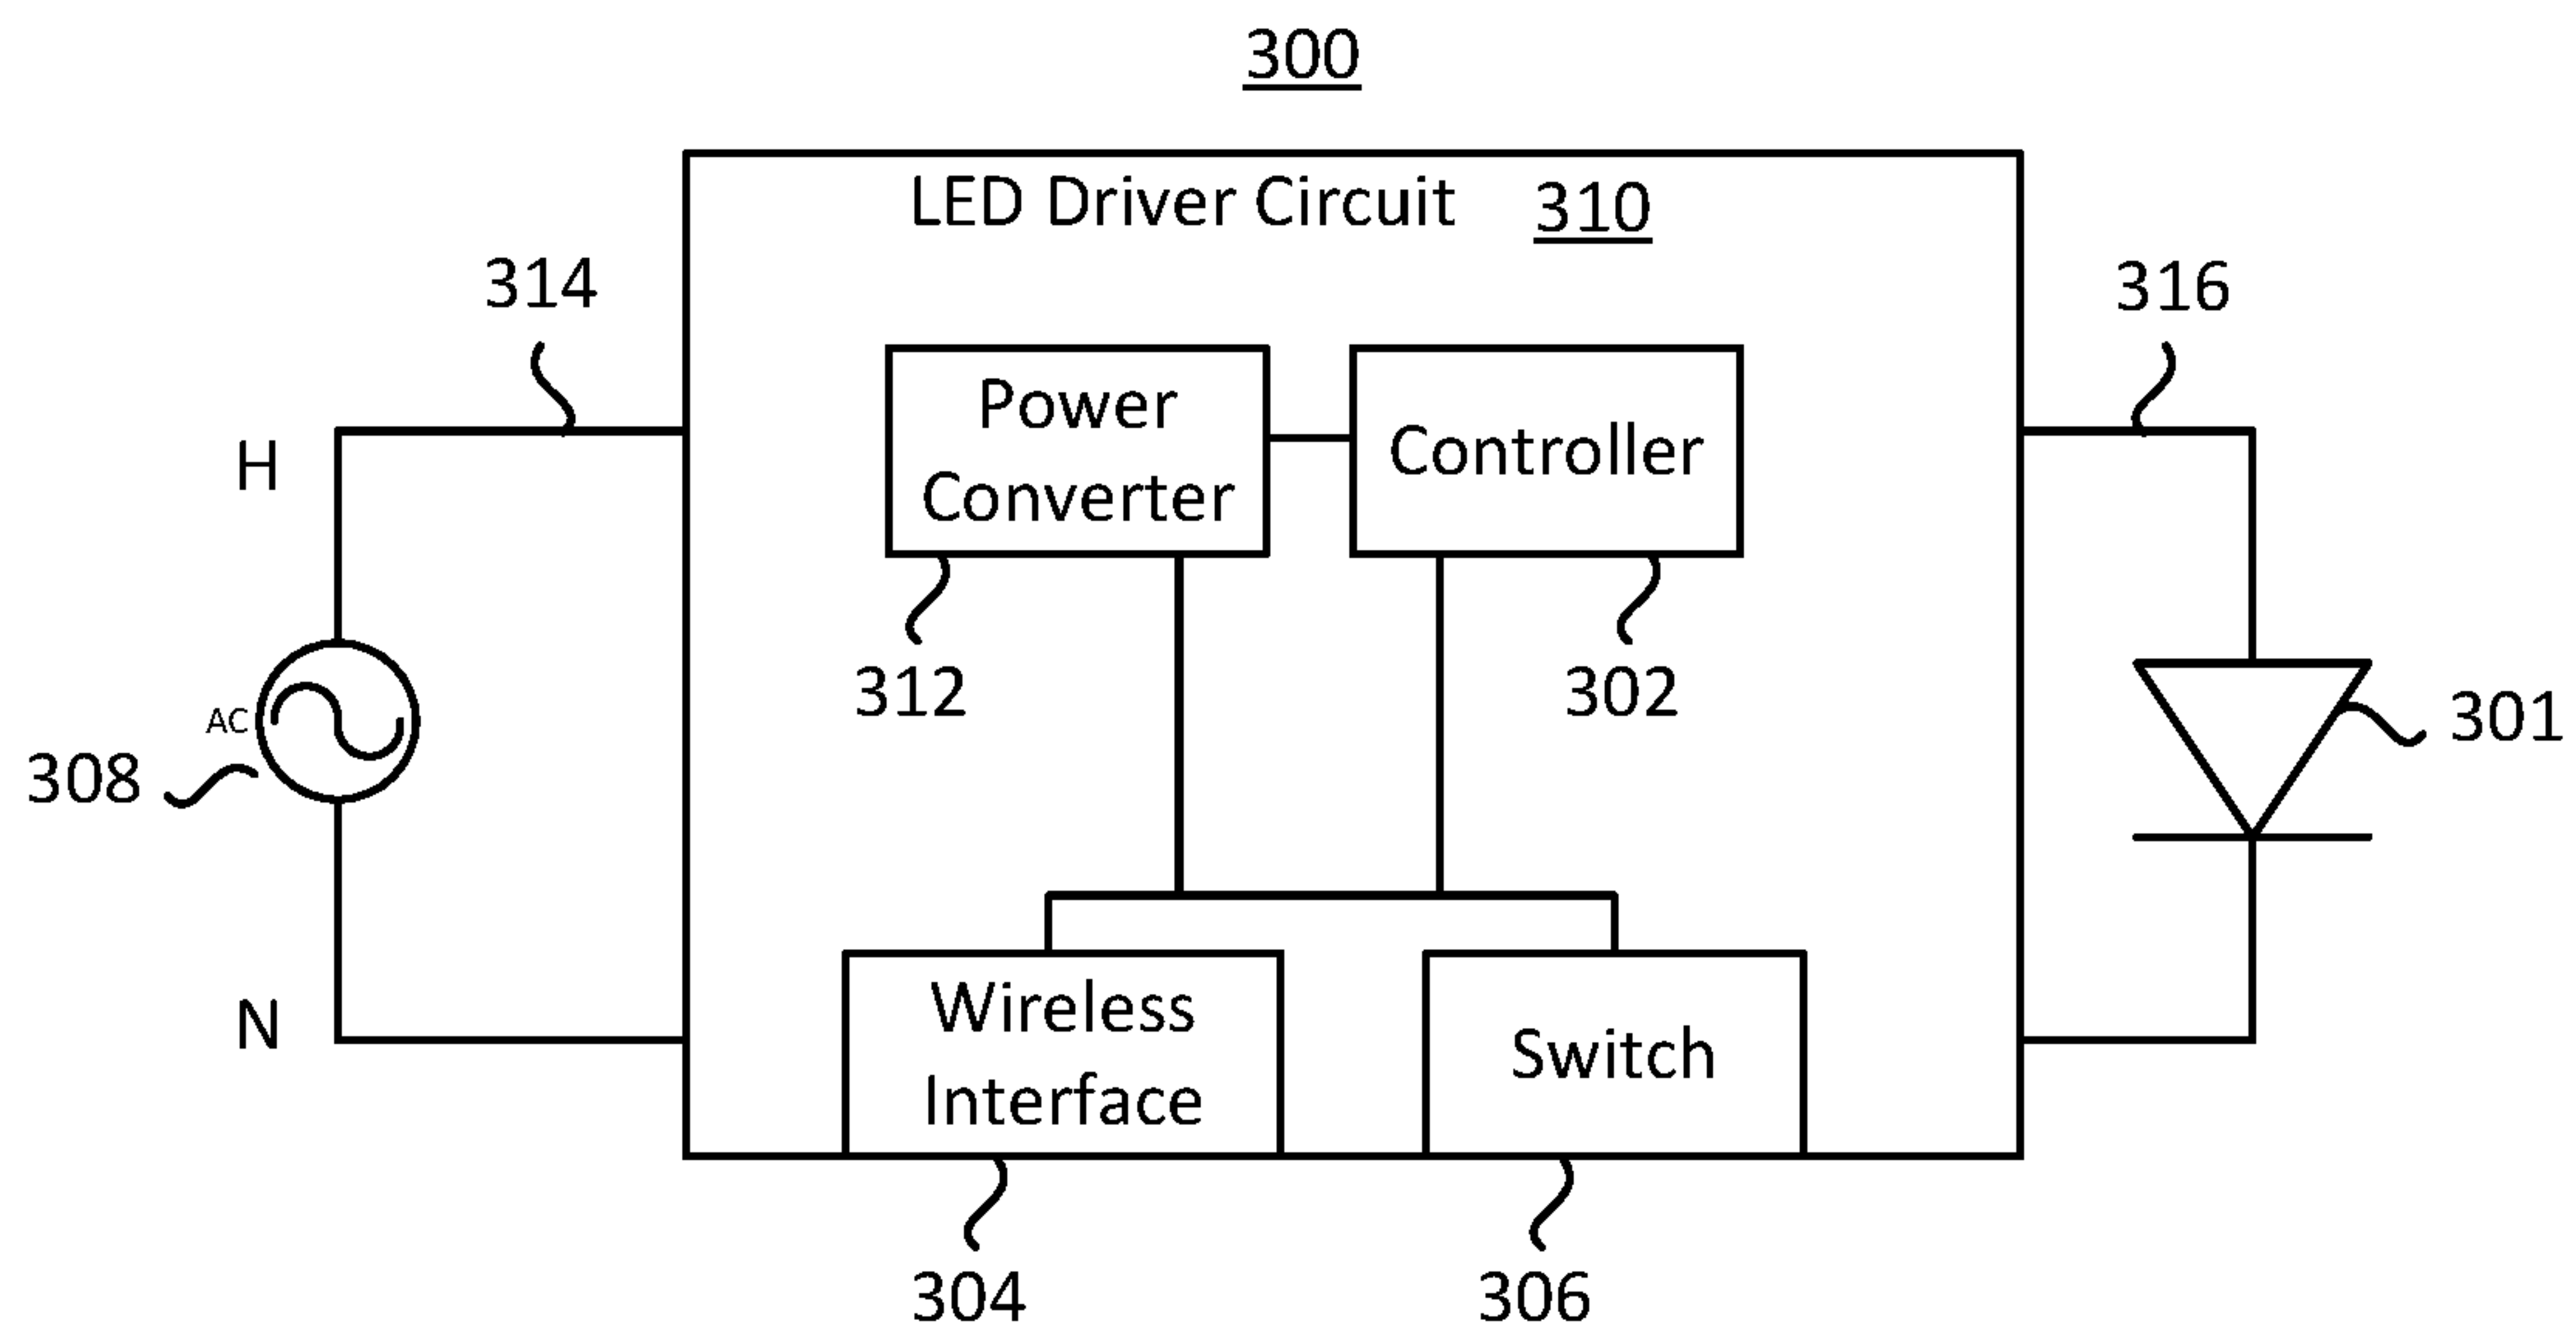 300
LED Driver Circuit 310
314
316
Power
Converter
Controller
H
312
302
301
AC
308
N
Wireless
Interface
Switch
304
306